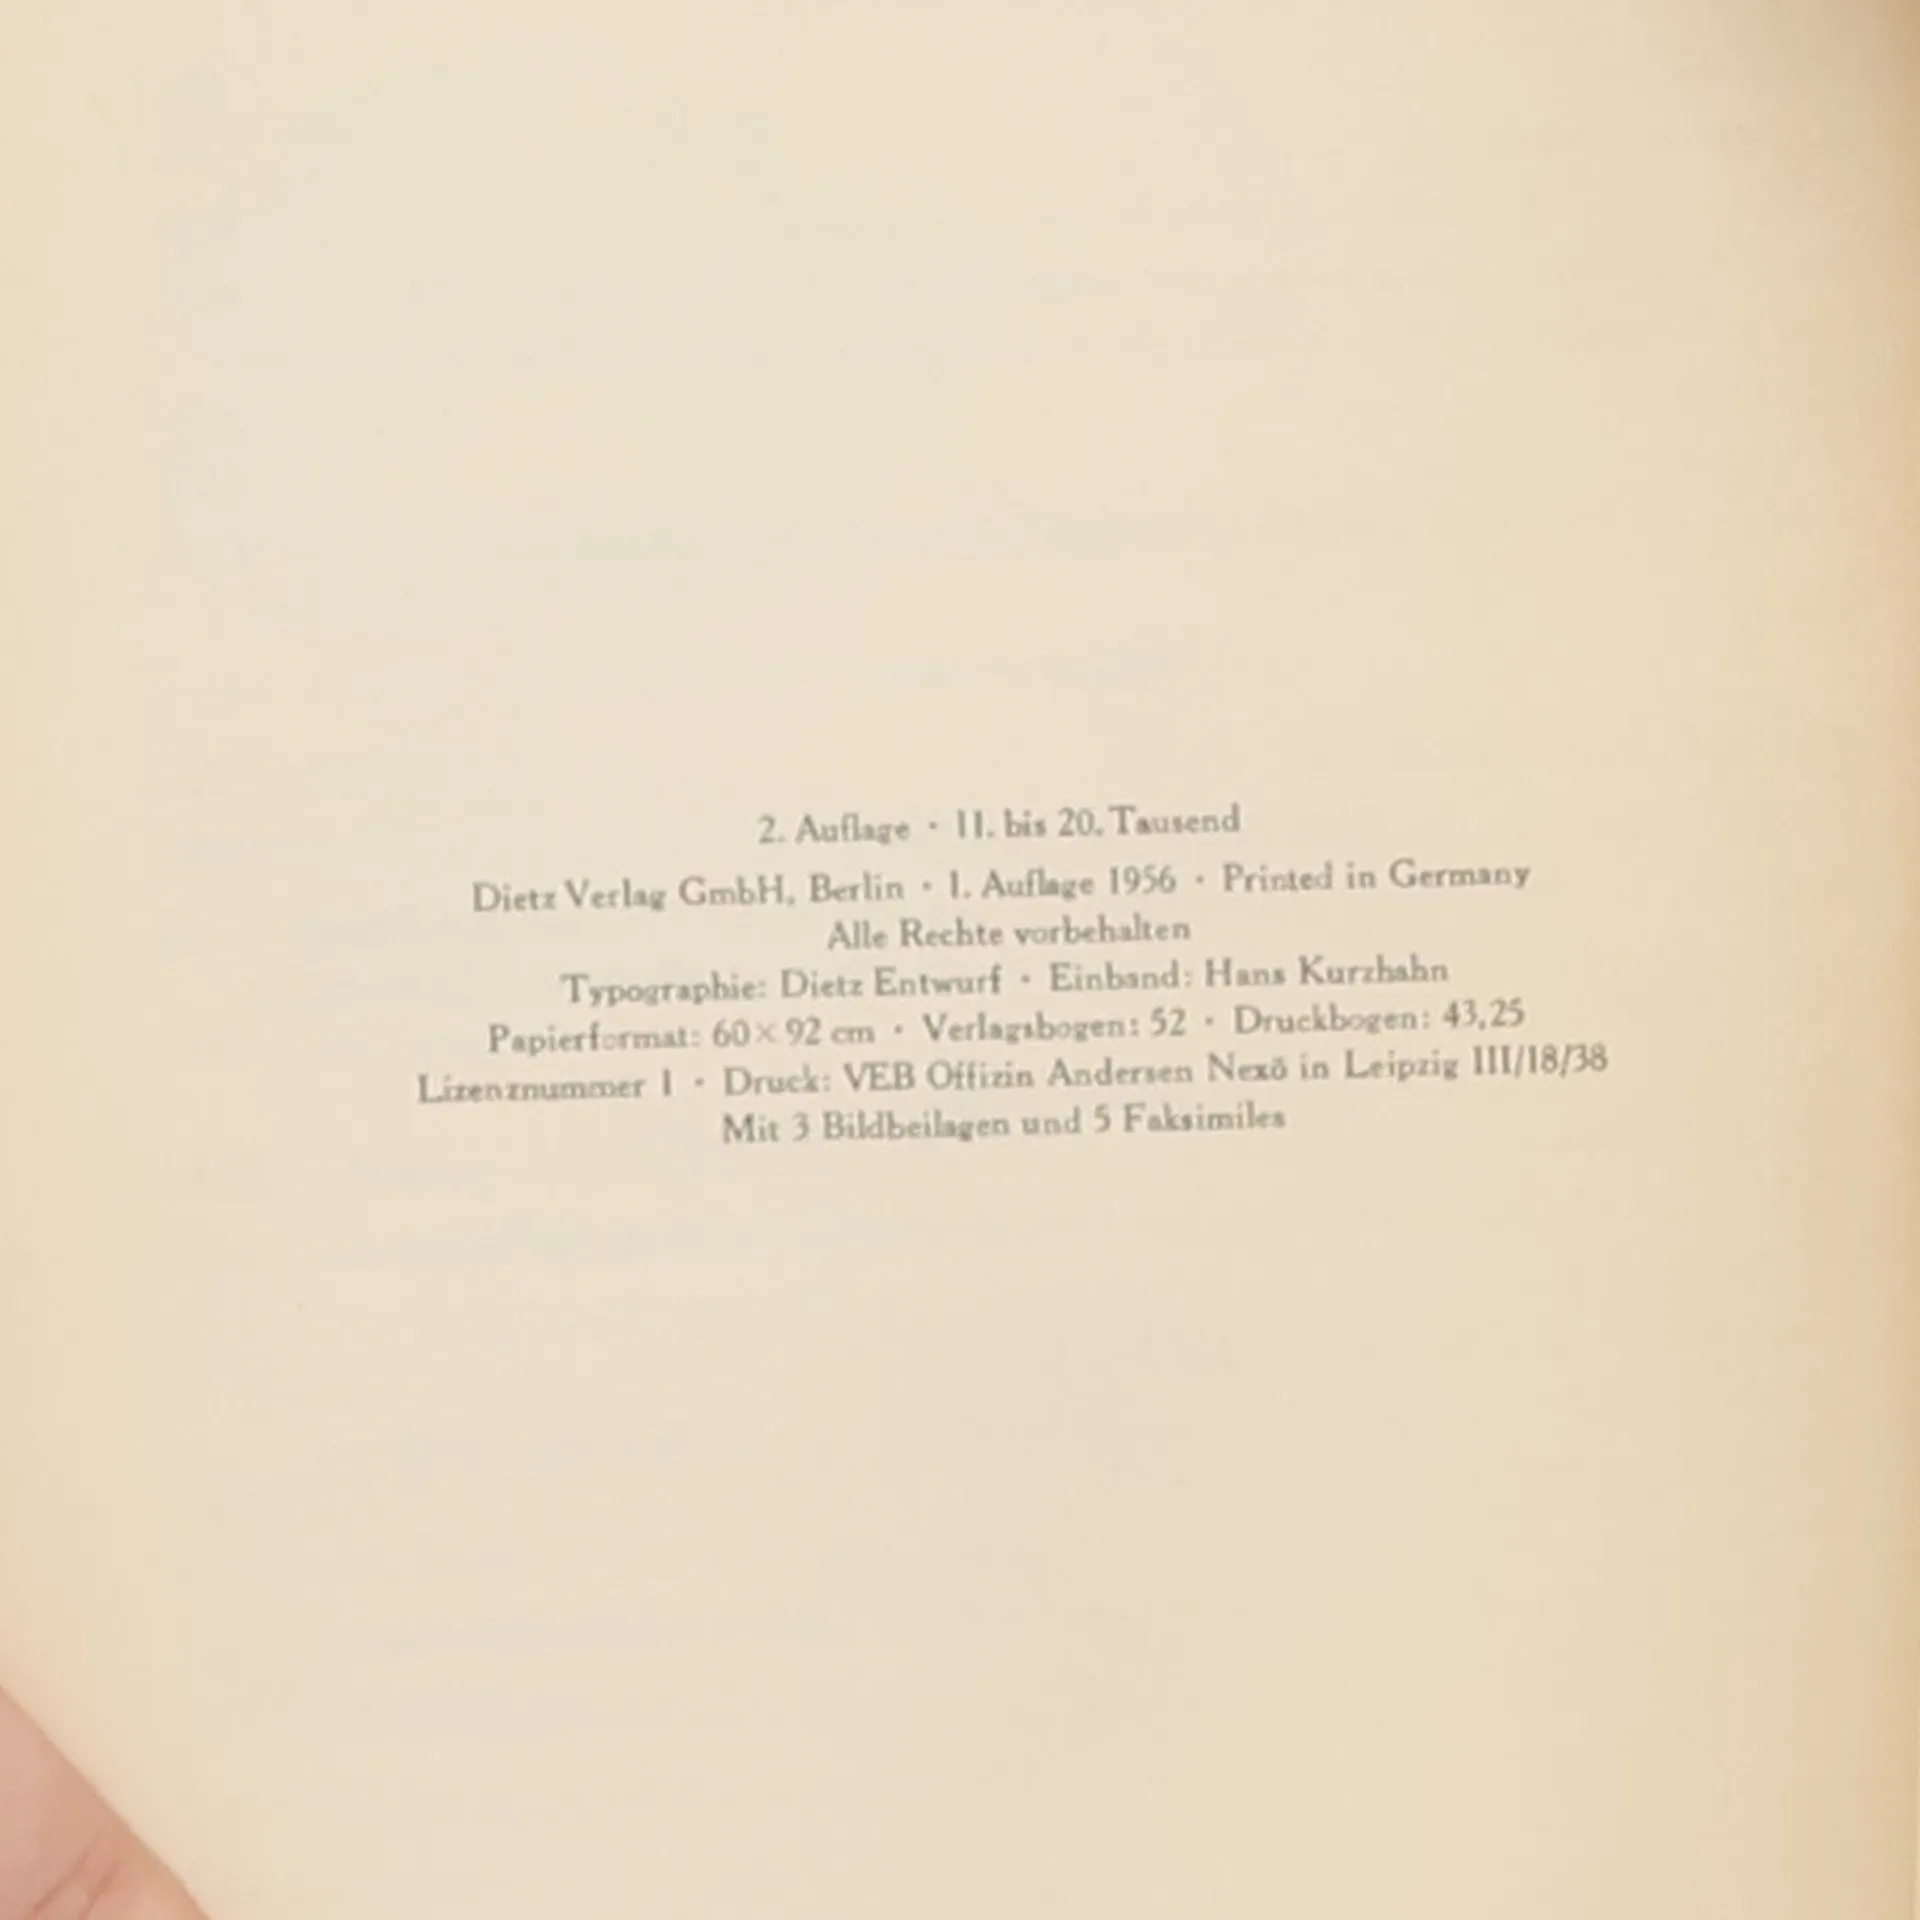 2. Auflage · 11. bis 20. Tausend
Dietz Verlag GmbH, Berlin · 1. Auflage 1956 · Printed in Germany
Alle Rechte vorbehalten
Typographie: Dietz Entwurf · Einband: Hans Kurzhahn
Papierformat: 60×92 cm · Verlagsbogen: 52 · Druckbogen: 43,25
Lizenznummer 1 · Druck: VEB Offizin Andersen Nexö in Leipzig III/18/38
Mit 3 Bildbeilagen und 5 Faksimiles